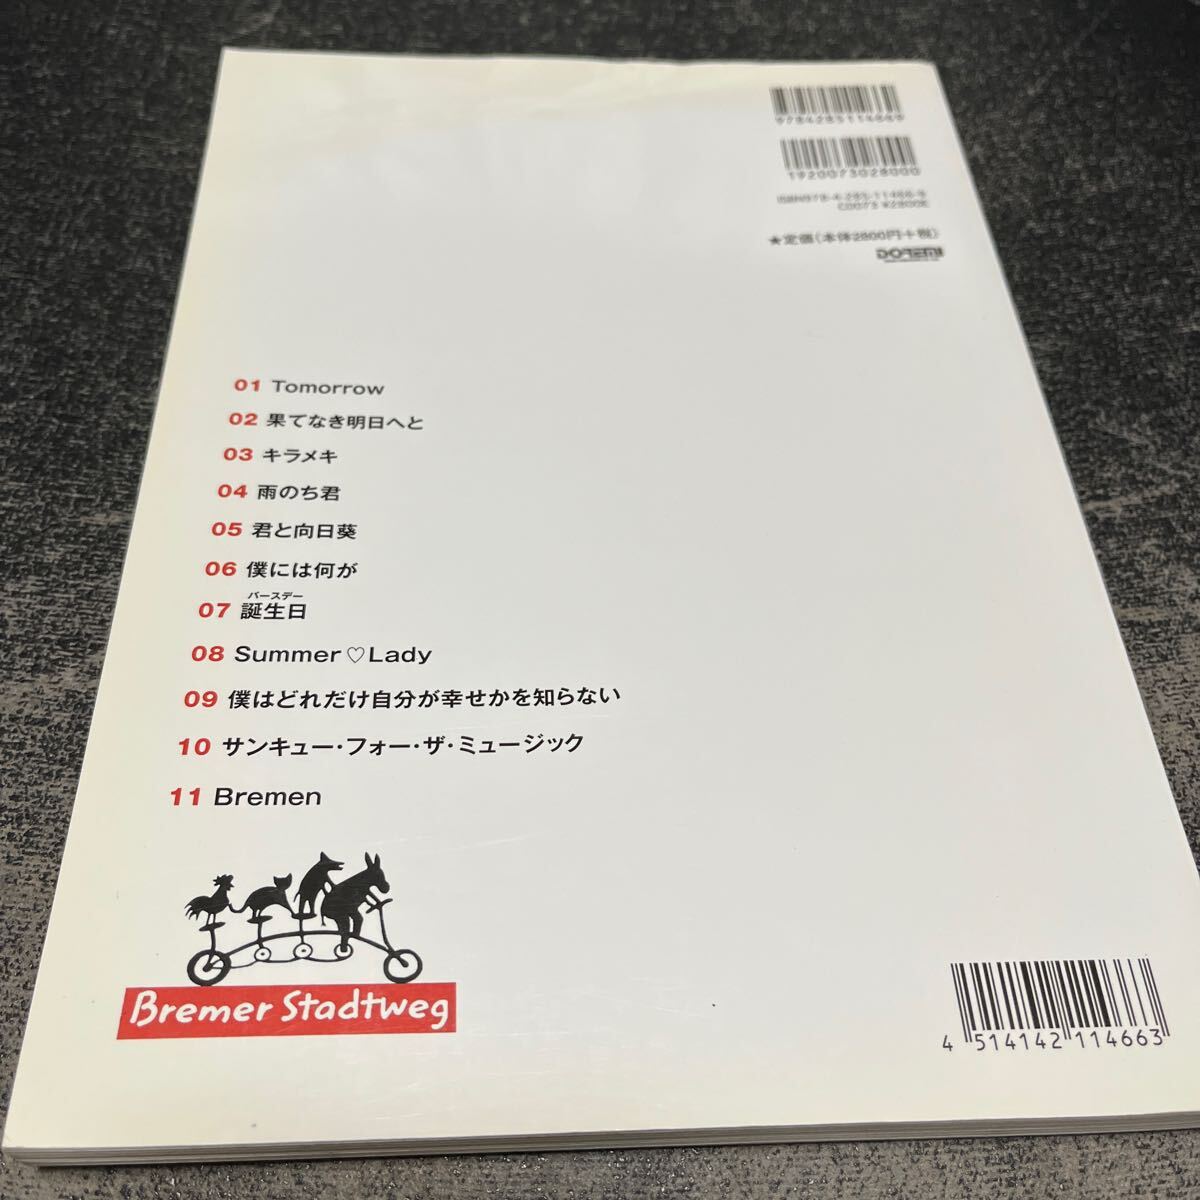 9784285114669
1920073028000
ISBN978-4-285-11466-9
C0073 ¥2800E
★定価(本体2800円+税)
DOREMI
01 Tomorrow
02 果てなき明日へと
03 キラメキ
04 雨のち君
05 君と向日葵
06 僕には何が
バースデー
07 誕生日
08 Summer♡Lady
09 僕はどれだけ自分が幸せかを知らない
10 サンキュー・フォー・ザ・ミュージック
11 Bremen
Bremer Stadtweg
4 514142 114663